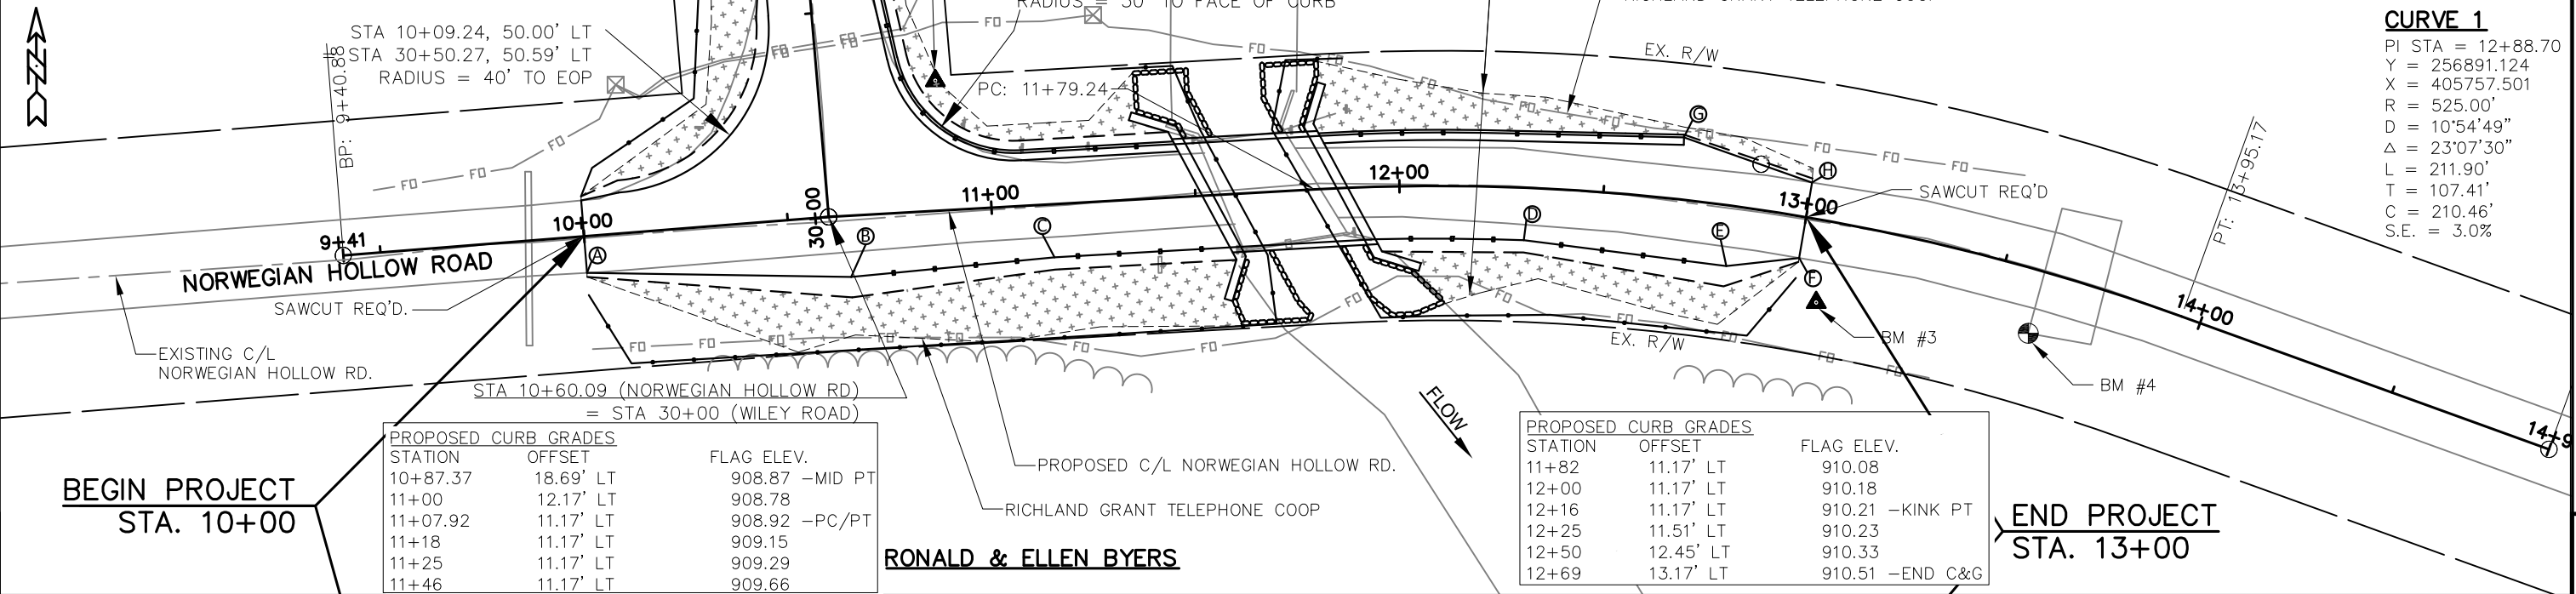 RADIUS = 50' TO FACE OF CURB
STA 10+09.24, 50.00' LT
= STA 30+50.27, 50.59' LT
RADIUS = 40' TO EOP
BP: 9+40.88
PC: 11+79.24
EX. R/W
CURVE 1
PI STA = 12+88.70
Y = 256891.124
X = 405757.501
R = 525.00'
D = 10°54'49"
△ = 23°07'30"
L = 211.90'
T = 107.41'
C = 210.46'
S.E. = 3.0%
PT: 13+95.17
N
FO
G
H
SAWCUT REQ'D
9+41
10+00
30+00
11+00
12+00
13+00
14+00
A
B
C
D
E
F
NORWEGIAN HOLLOW ROAD
SAWCUT REQ'D.
EXISTING C/L
NORWEGIAN HOLLOW RD.
BM #3
BM #4
EX. R/W
STA 10+60.09 (NORWEGIAN HOLLOW RD)
= STA 30+00 (WILEY ROAD)
FLOW
BEGIN PROJECT
STA. 10+00
PROPOSED CURB GRADES
STATION OFFSET FLAG ELEV.
10+87.37 18.69' LT 908.87 -MID PT
11+00 12.17' LT 908.78
11+07.92 11.17' LT 908.92 -PC/PT
11+18 11.17' LT 909.15
11+25 11.17' LT 909.29
11+46 11.17' LT 909.66
PROPOSED C/L NORWEGIAN HOLLOW RD.
RICHLAND GRANT TELEPHONE COOP
RONALD & ELLEN BYERS
PROPOSED CURB GRADES
STATION OFFSET FLAG ELEV.
11+82 11.17' LT 910.08
12+00 11.17' LT 910.18
12+16 11.17' LT 910.21 -KINK PT
12+25 11.51' LT 910.23
12+50 12.45' LT 910.33
12+69 13.17' LT 910.51 -END C&G
END PROJECT
STA. 13+00